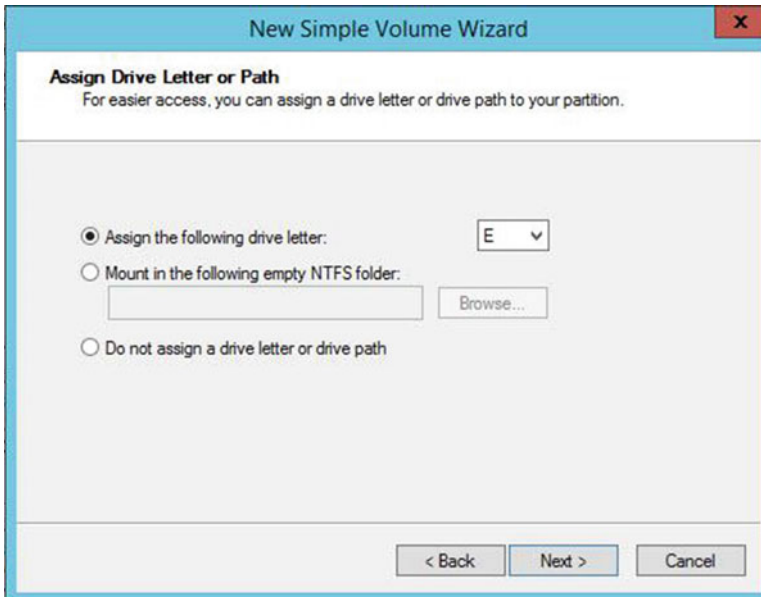 New Simple Volume Wizard
x
Assign Drive Letter or Path
For easier access, you can assign a drive letter or drive path to your partition.
Assign the following drive letter: E
Mount in the following empty NTFS folder:
Browse...
Do not assign a drive letter or drive path
< Back Next > Cancel